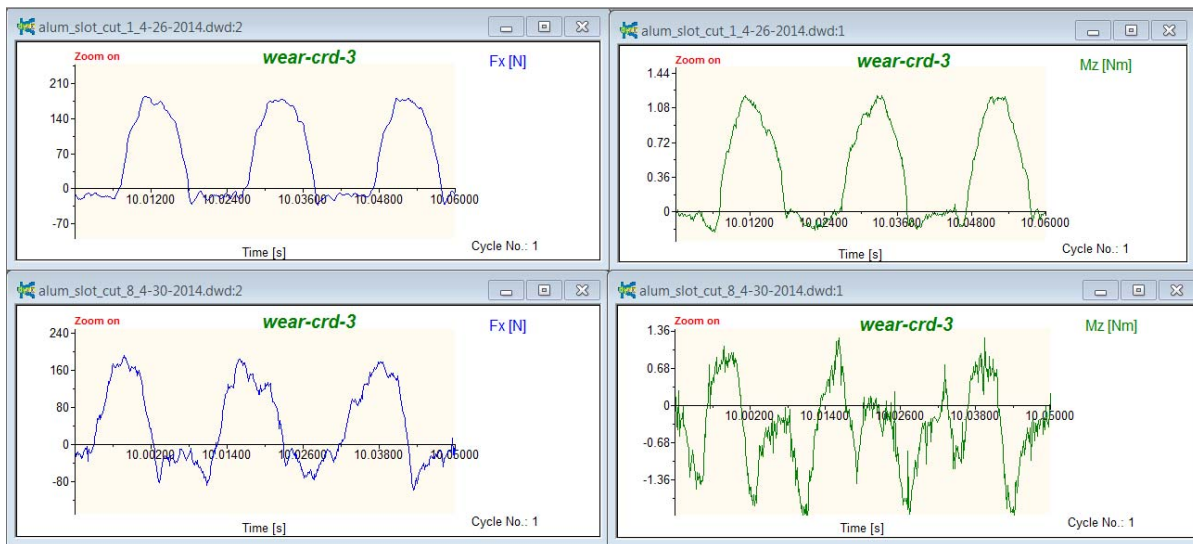 alum_slot_cut_1_4-26-2014.dwd:2
Zoom on
wear-crd-3
Fx [N]
210
140
70
0
-70
10.01200 10.02400 10.03600 10.04800 10.06000
Time [s]
Cycle No.: 1
alum_slot_cut_1_4-26-2014.dwd:1
Zoom on
wear-crd-3
Mz [Nm]
1.44
1.08
0.72
0.36
0
10.01200 10.02400 10.03600 10.04800 10.06000
Time [s]
Cycle No.: 1
alum_slot_cut_8_4-30-2014.dwd:2
Zoom on
wear-crd-3
Fx [N]
240
160
80
0
-80
10.00200 10.01400 10.02600 10.03800 10.05000
Time [s]
Cycle No.: 1
alum_slot_cut_8_4-30-2014.dwd:1
Zoom on
wear-crd-3
Mz [Nm]
1.36
0.68
0
-0.68
-1.36
10.00200 10.01400 10.02600 10.03800 10.05000
Time [s]
Cycle No.: 1